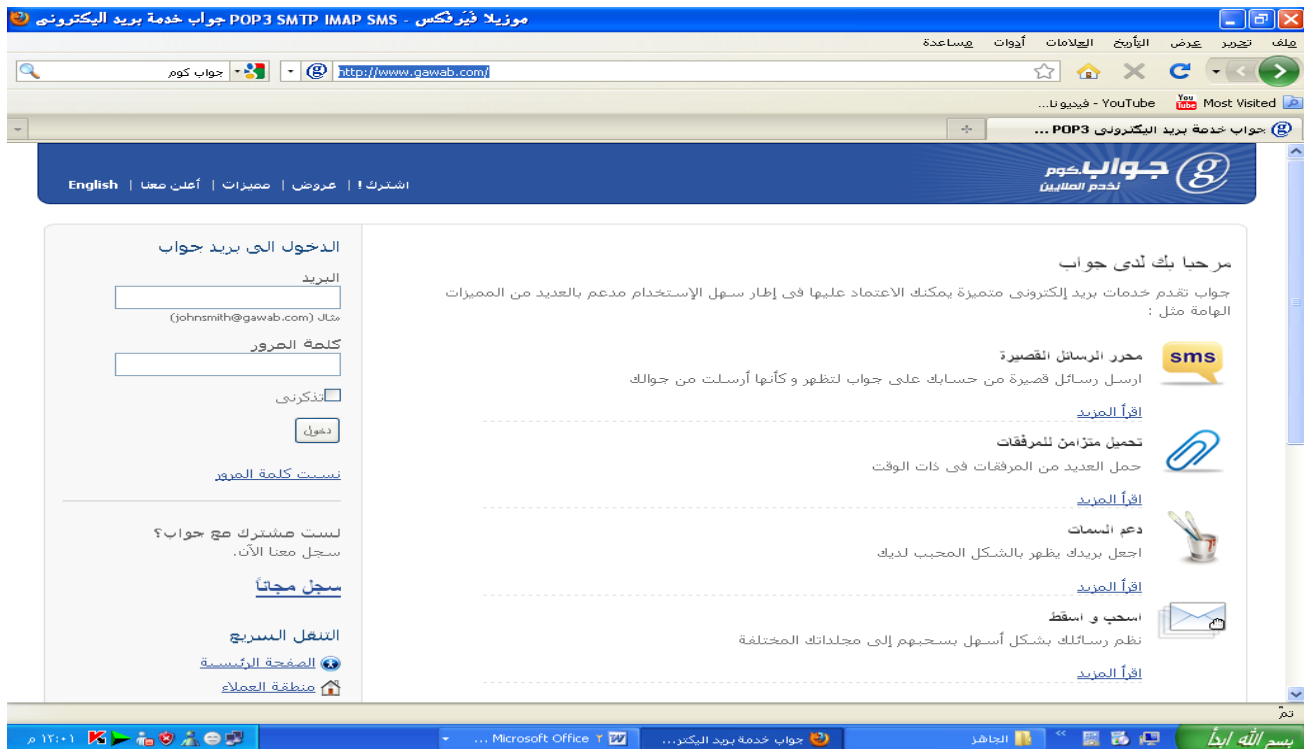 جواب خدمة بريد اليكترونى POP3 SMTP IMAP SMS - موزيلا فَيَرفُكس
ملف تحرير عرض التأريخ العلامات أدوات مساعدة
http://www.gawab.com/
جواب كوم
Most Visited
YouTube - فيديو نا...
جواب خدمة بريد اليكترونى POP3 ...
جواب.كوم
نخدم الملايين
اشترك ! | عروض | مميزات | أعلن معنا | English
مرحبا بك لدى جواب
جواب تقدم خدمات بريد إلكترونى متميزة يمكنك الاعتماد عليها فى إطار سهل الإستخدام مدعم بالعديد من المميزات
الهامة مثل :
sms
محرر الرسائل القصيرة
ارسل رسائل قصيرة من حسابك على جواب لتظهر و كأنها أرسلت من جوالك
اقرأ المزيد
تحميل متزامن للمرفقات
حمل العديد من المرفقات فى ذات الوقت
اقرأ المزيد
دعم السمات
اجعل بريدك يظهر بالشكل المحبب لديك
اقرأ المزيد
اسحب و اسقط
نظم رسائلك بشكل أسهل بسحبهم إلى مجلداتك المختلفة
اقرأ المزيد
الدخول الى بريد جواب
البريد
مثال (johnsmith@gawab.com)
كلمة المرور
تذكرنى
دخول
نسيت كلمة المرور
لست مشترك مع جواب؟
سجل معنا الآن.
سجل مجاناً
التنقل السريع
الصفحة الرئيسية
منطقة العملاء
تمّ
بسم الله ابدأ
الجاهز
جواب خدمة بريد اليكتر...
Microsoft Office ٢ ...
١٢:٠١ م